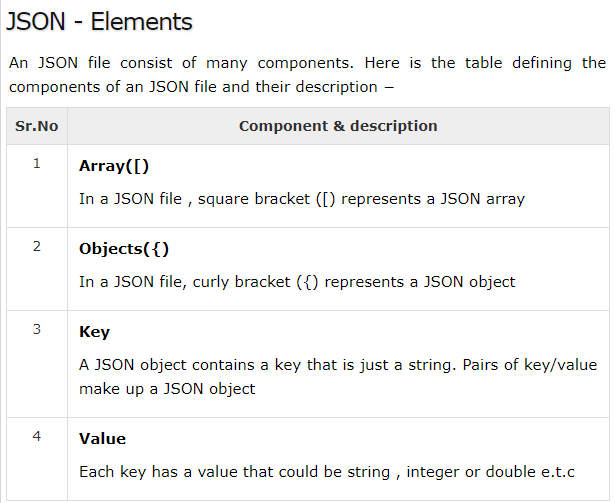 JSON - Elements
An JSON file consist of many components. Here is the table defining the
components of an JSON file and their description −
Sr.No Component & description
1 Array([)
In a JSON file , square bracket ([) represents a JSON array
2 Objects({)
In a JSON file, curly bracket ({) represents a JSON object
3 Key
A JSON object contains a key that is just a string. Pairs of key/value
make up a JSON object
4 Value
Each key has a value that could be string , integer or double e.t.c